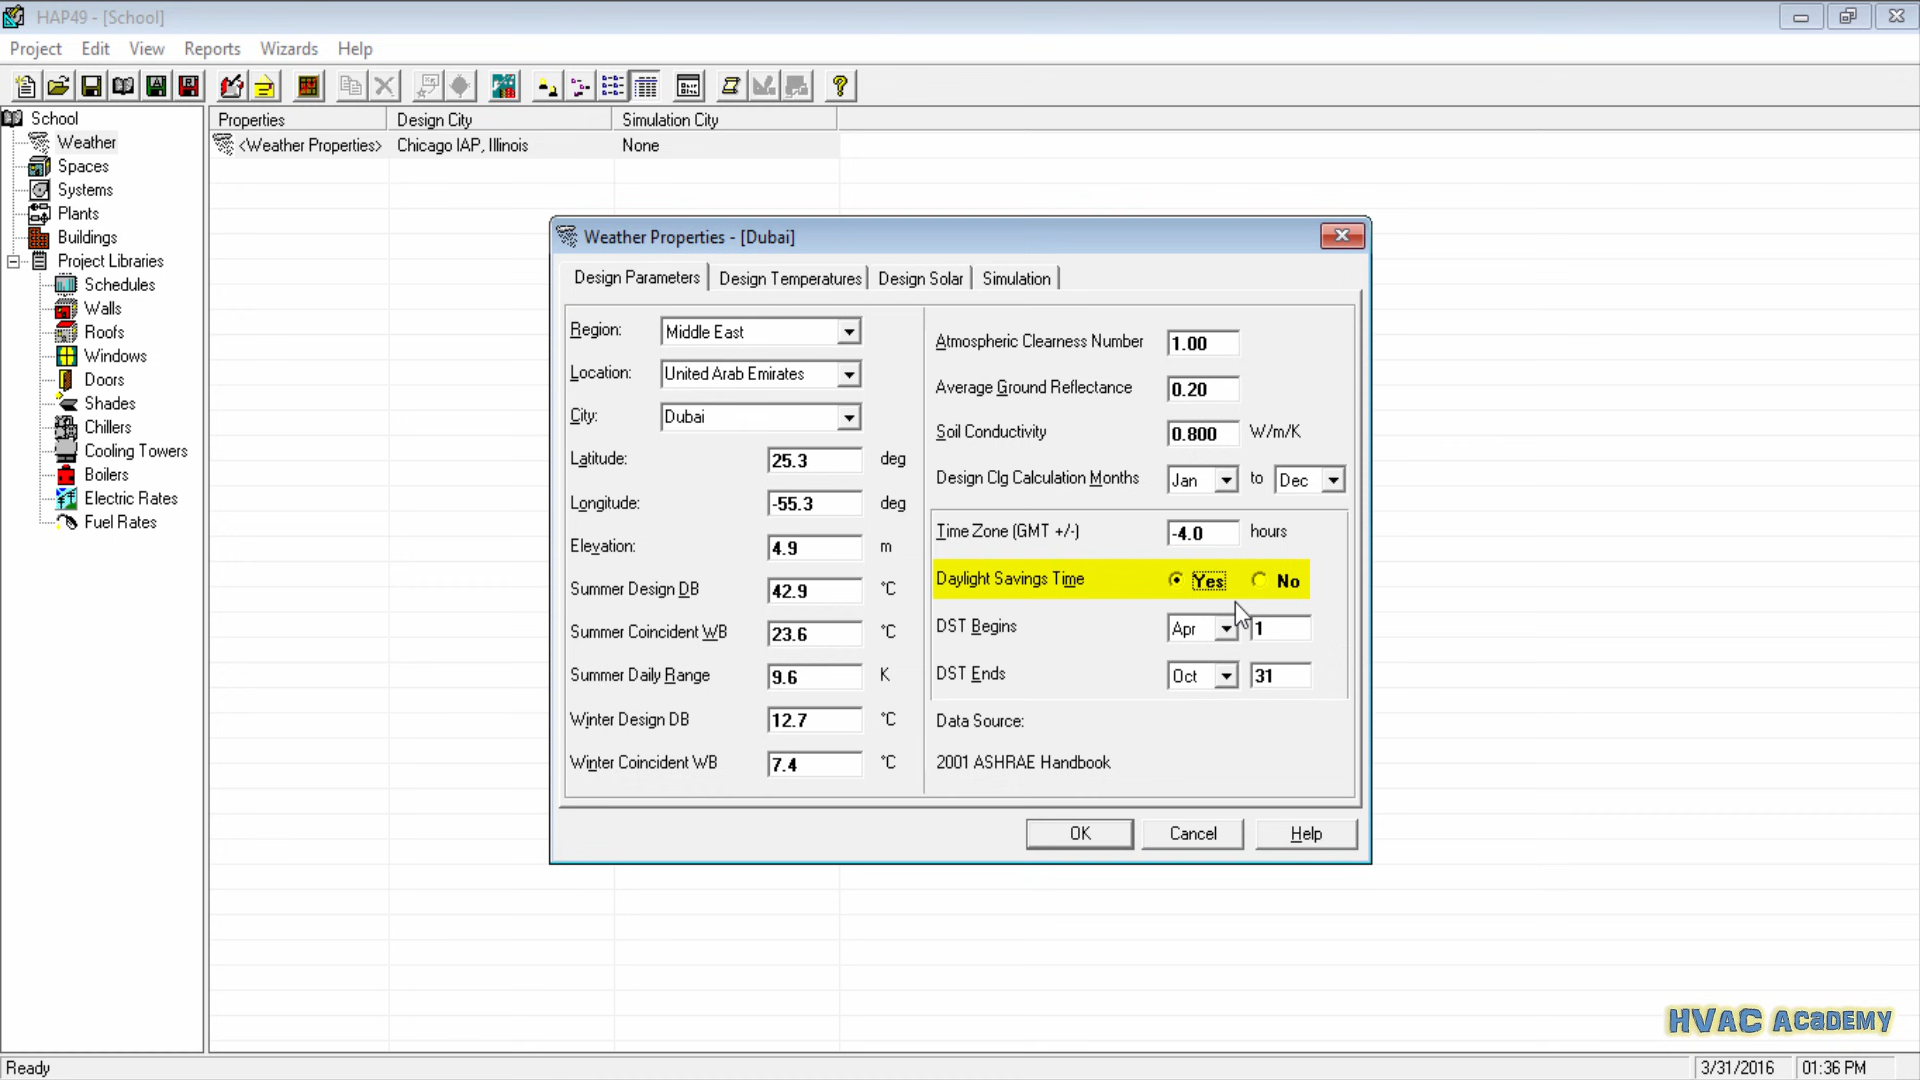 HAP49 - [School]
Project Edit View Reports Wizards Help
School
Weather
Spaces
Systems
Plants
Buildings
Project Libraries
Schedules
Walls
Roofs
Windows
Doors
Shades
Chillers
Cooling Towers
Boilers
Electric Rates
Fuel Rates
Properties Design City Simulation City
<Weather Properties> Chicago IAP, Illinois None
Weather Properties - [Dubai]
Design Parameters Design Temperatures Design Solar Simulation
Region: Middle East
Location: United Arab Emirates
City: Dubai
Latitude: 25.3 deg
Longitude: -55.3 deg
Elevation: 4.9 m
Summer Design DB 42.9 °C
Summer Coincident WB 23.6 °C
Summer Daily Range 9.6 K
Winter Design DB 12.7 °C
Winter Coincident WB 7.4 °C
Atmospheric Clearness Number 1.00
Average Ground Reflectance 0.20
Soil Conductivity 0.800 W/m/K
Design Clg Calculation Months Jan to Dec
Time Zone (GMT +/-) -4.0 hours
Daylight Savings Time Yes No
DST Begins Apr 1
DST Ends Oct 31
Data Source:
2001 ASHRAE Handbook
OK Cancel Help
HVAC Academy
Ready 3/31/2016 01:36 PM